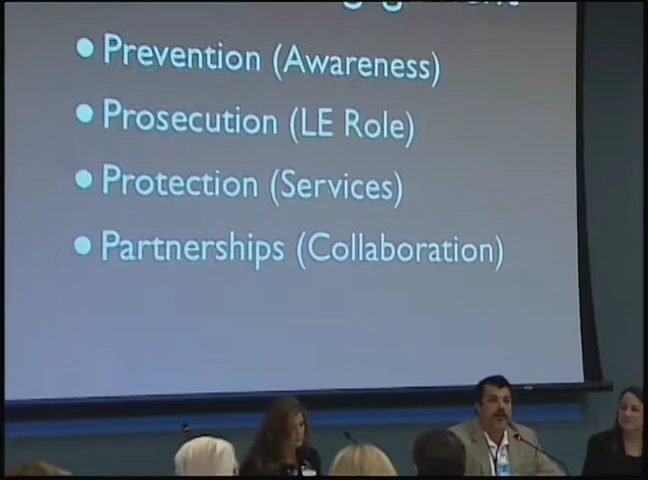 • Prevention (Awareness)
• Prosecution (LE Role)
• Protection (Services)
• Partnerships (Collaboration)